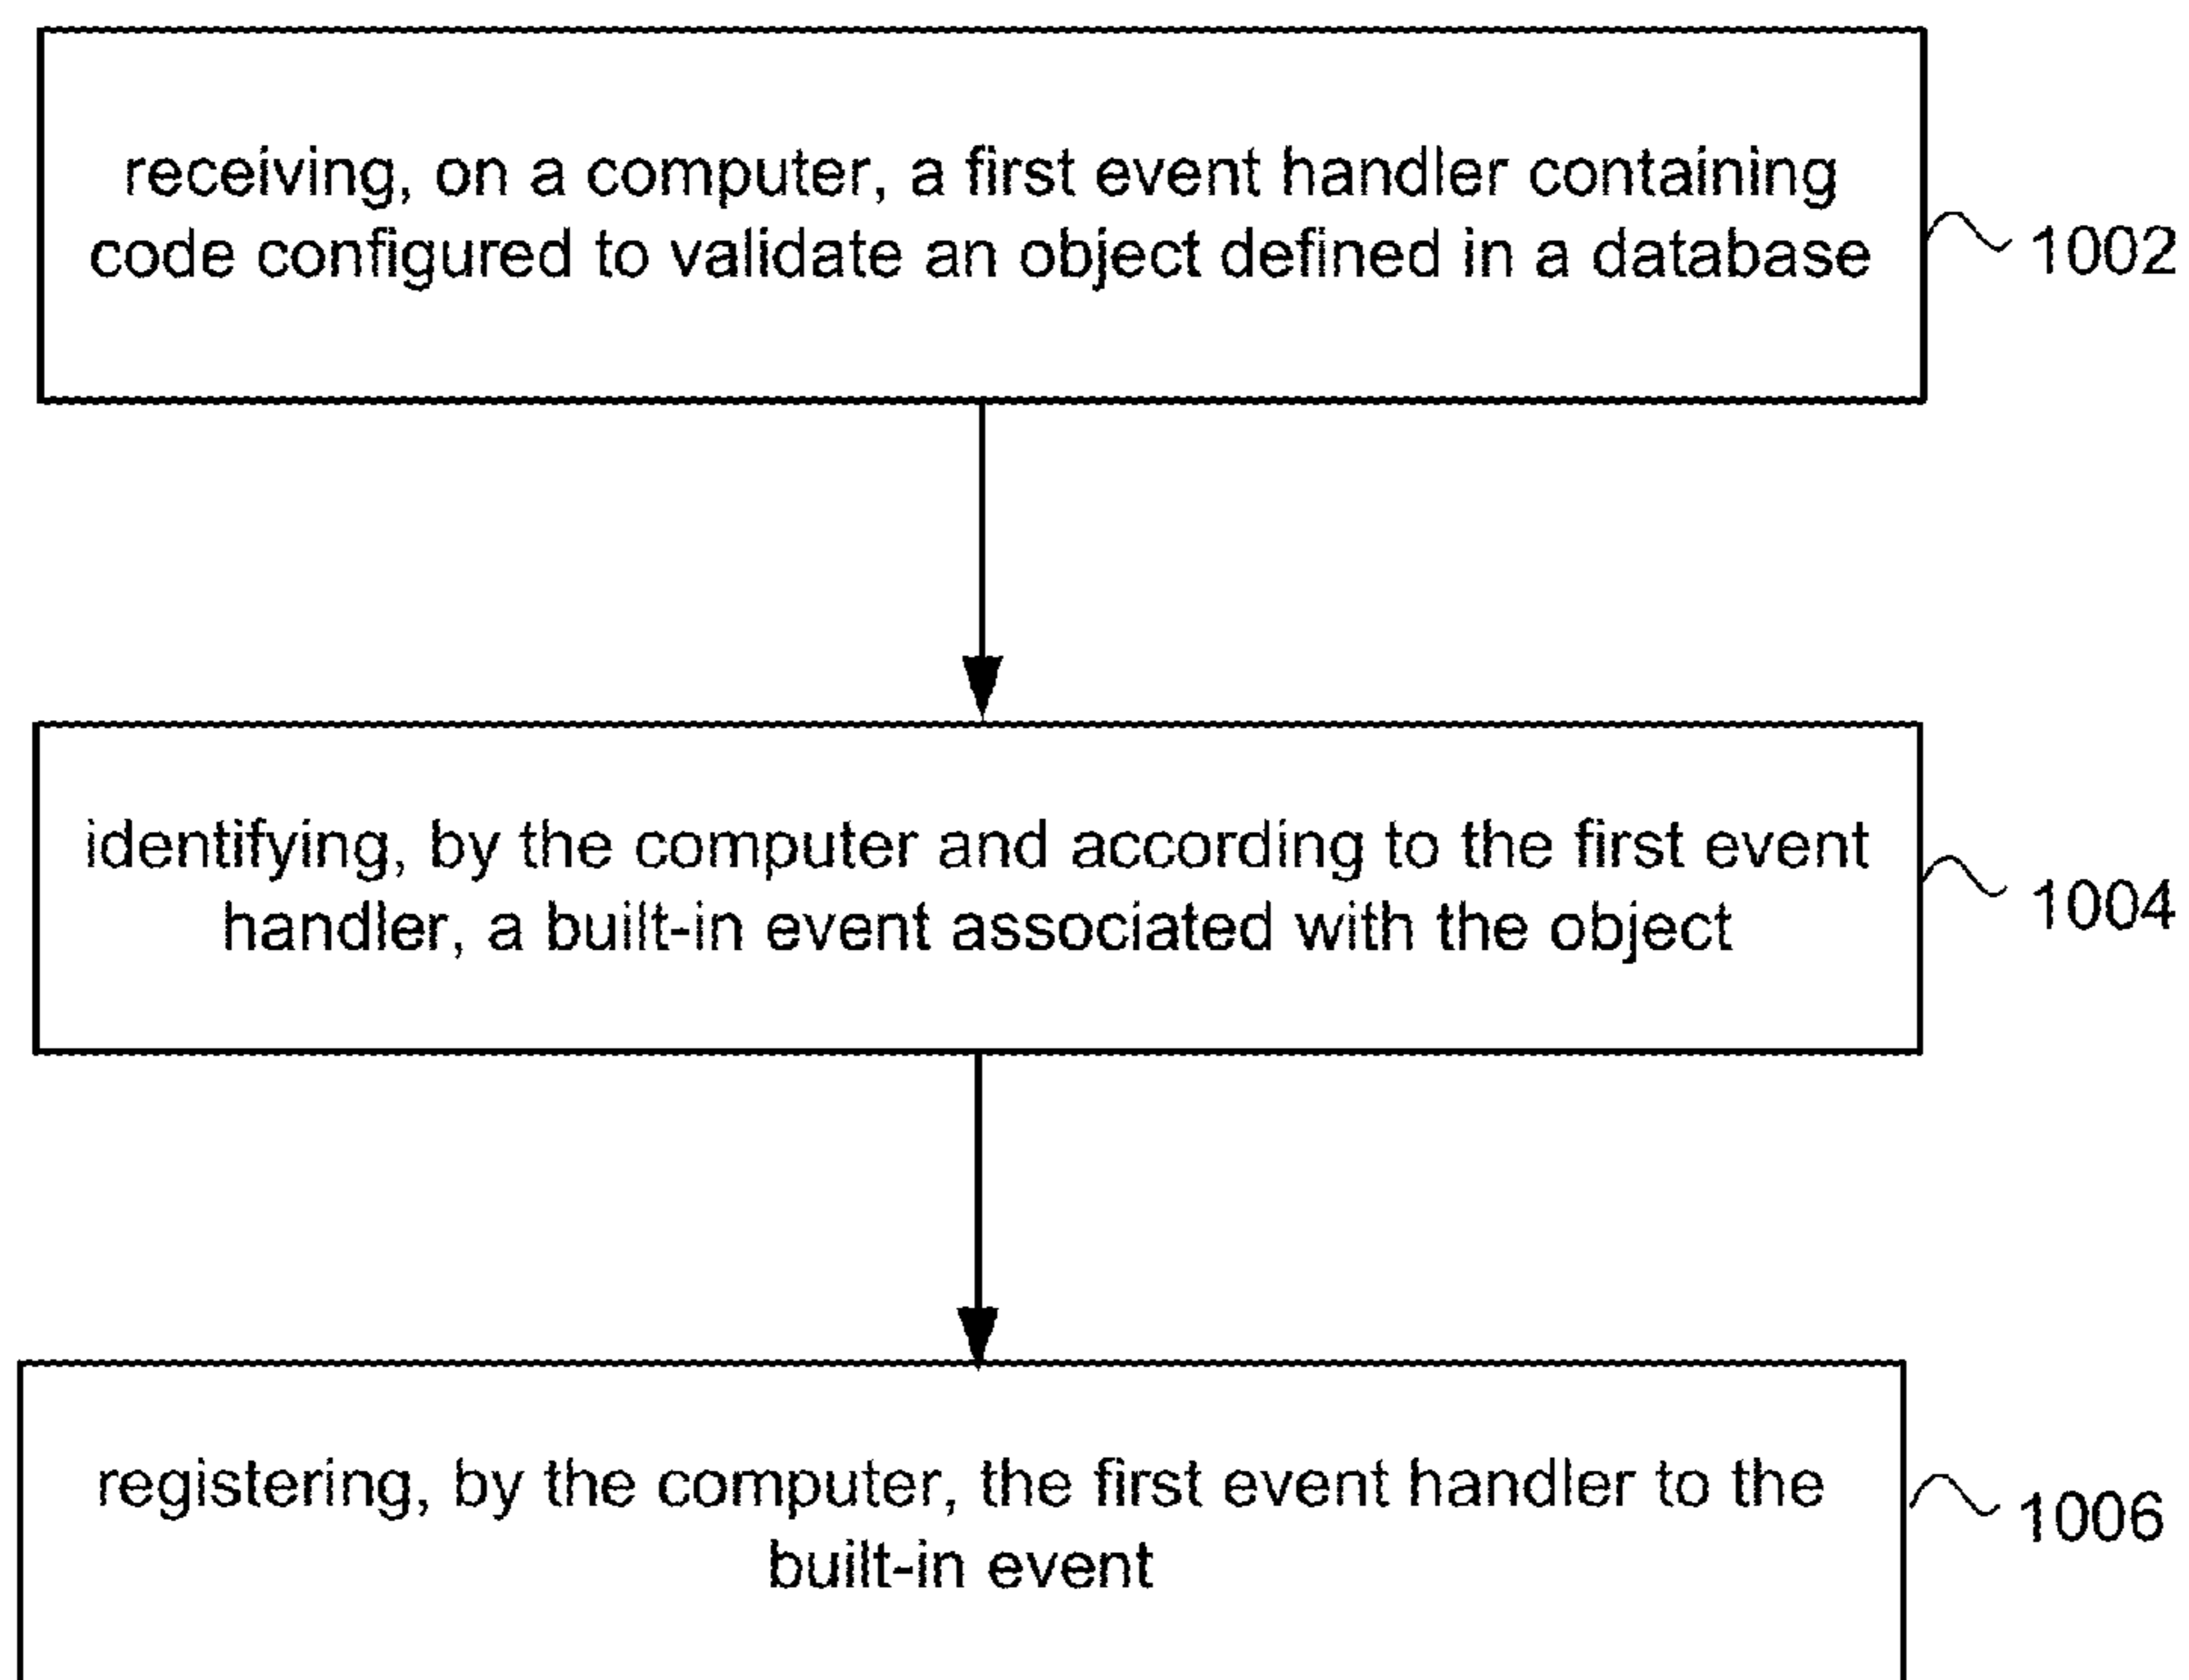 receiving, on a computer, a first event handler containing
code configured to validate an object defined in a database
1002
identifying, by the computer and according to the first event
handler, a built-in event associated with the object
1004
registering, by the computer, the first event handler to the
built-in event
1006